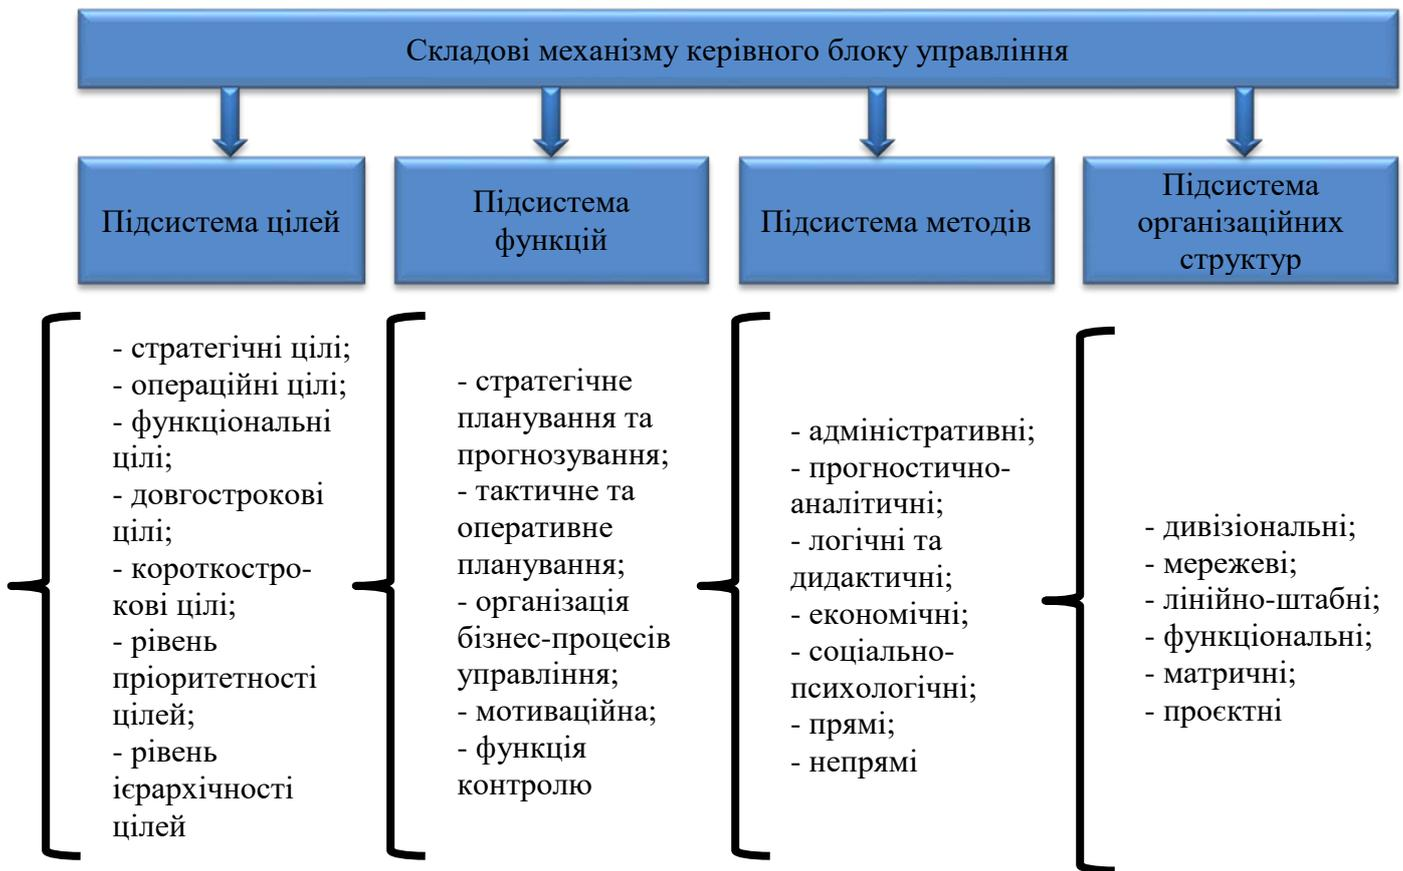 Складові механізму керівного блоку управління
Підсистема цілей
Підсистема
функцій
Підсистема методів
Підсистема
організаційних
структур
- стратегічні цілі;
- операційні цілі;
- функціональні
цілі;
- довгострокові
цілі;
- короткостро-
кові цілі;
- рівень
пріоритетності
цілей;
- рівень
ієрархічності
цілей
- стратегічне
планування та
прогнозування;
- тактичне та
оперативне
планування;
- організація
бізнес-процесів
управління;
- мотиваційна;
- функція
контролю
- адміністративні;
- прогностично-
аналітичні;
- логічні та
дидактичні;
- економічні;
- соціально-
психологічні;
- прямі;
- непрямі
- дивізіональні;
- мережеві;
- лінійно-штабні;
- функціональні;
- матричні;
- проєктні